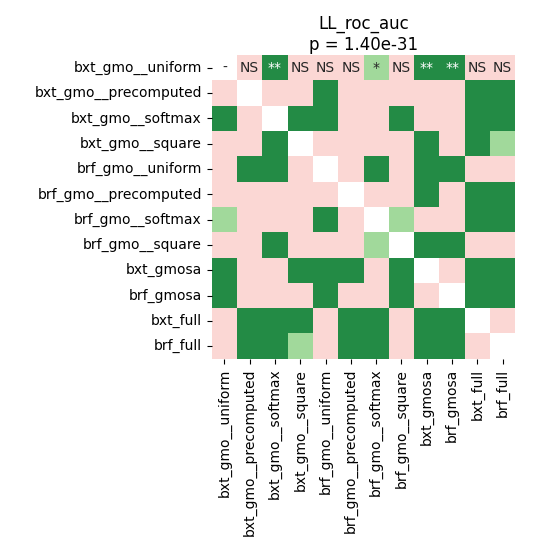 LL_roc_auc
p = 1.40e-31
bxt_gmo__uniform - NS ** NS NS NS * NS ** ** NS NS
bxt_gmo__precomputed
bxt_gmo__softmax
bxt_gmo__square
brf_gmo__uniform
brf_gmo__precomputed
brf_gmo__softmax
brf_gmo__square
bxt_gmosa
brf_gmosa
bxt_full
brf_full
bxt_gmo__uniform
bxt_gmo__precomputed
bxt_gmo__softmax
bxt_gmo__square
brf_gmo__uniform
brf_gmo__precomputed
brf_gmo__softmax
brf_gmo__square
bxt_gmosa
brf_gmosa
bxt_full
brf_full